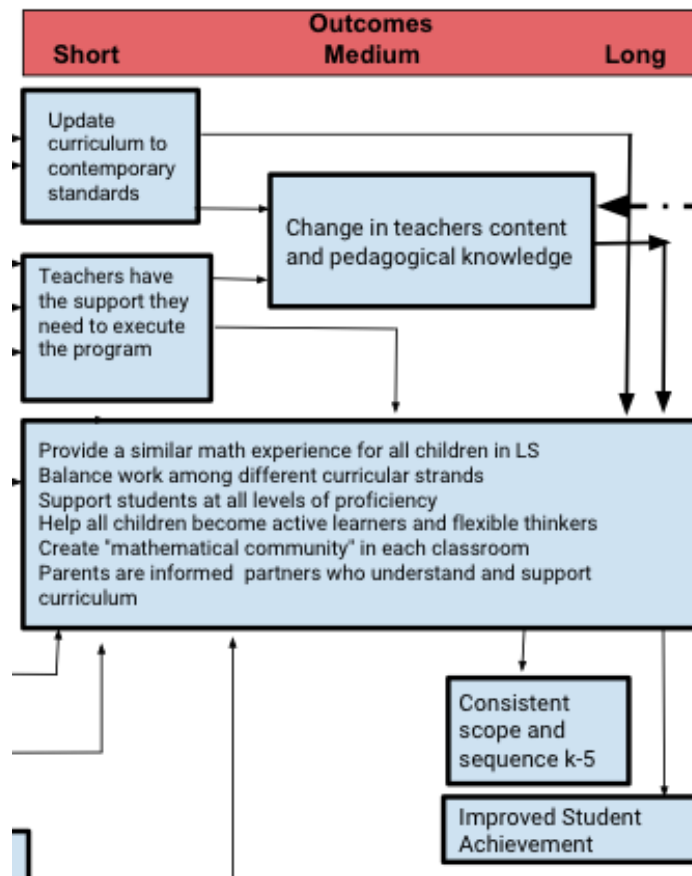 Outcomes
Short Medium Long
Update
curriculum to
contemporary
standards
Change in teachers content
and pedagogical knowledge
Teachers have
the support they
need to execute
the program
Provide a similar math experience for all children in LS
Balance work among different curricular strands
Support students at all levels of proficiency
Help all children become active learners and flexible thinkers
Create "mathematical community" in each classroom
Parents are informed partners who understand and support
curriculum
Consistent
scope and
sequence k-5
Improved Student
Achievement